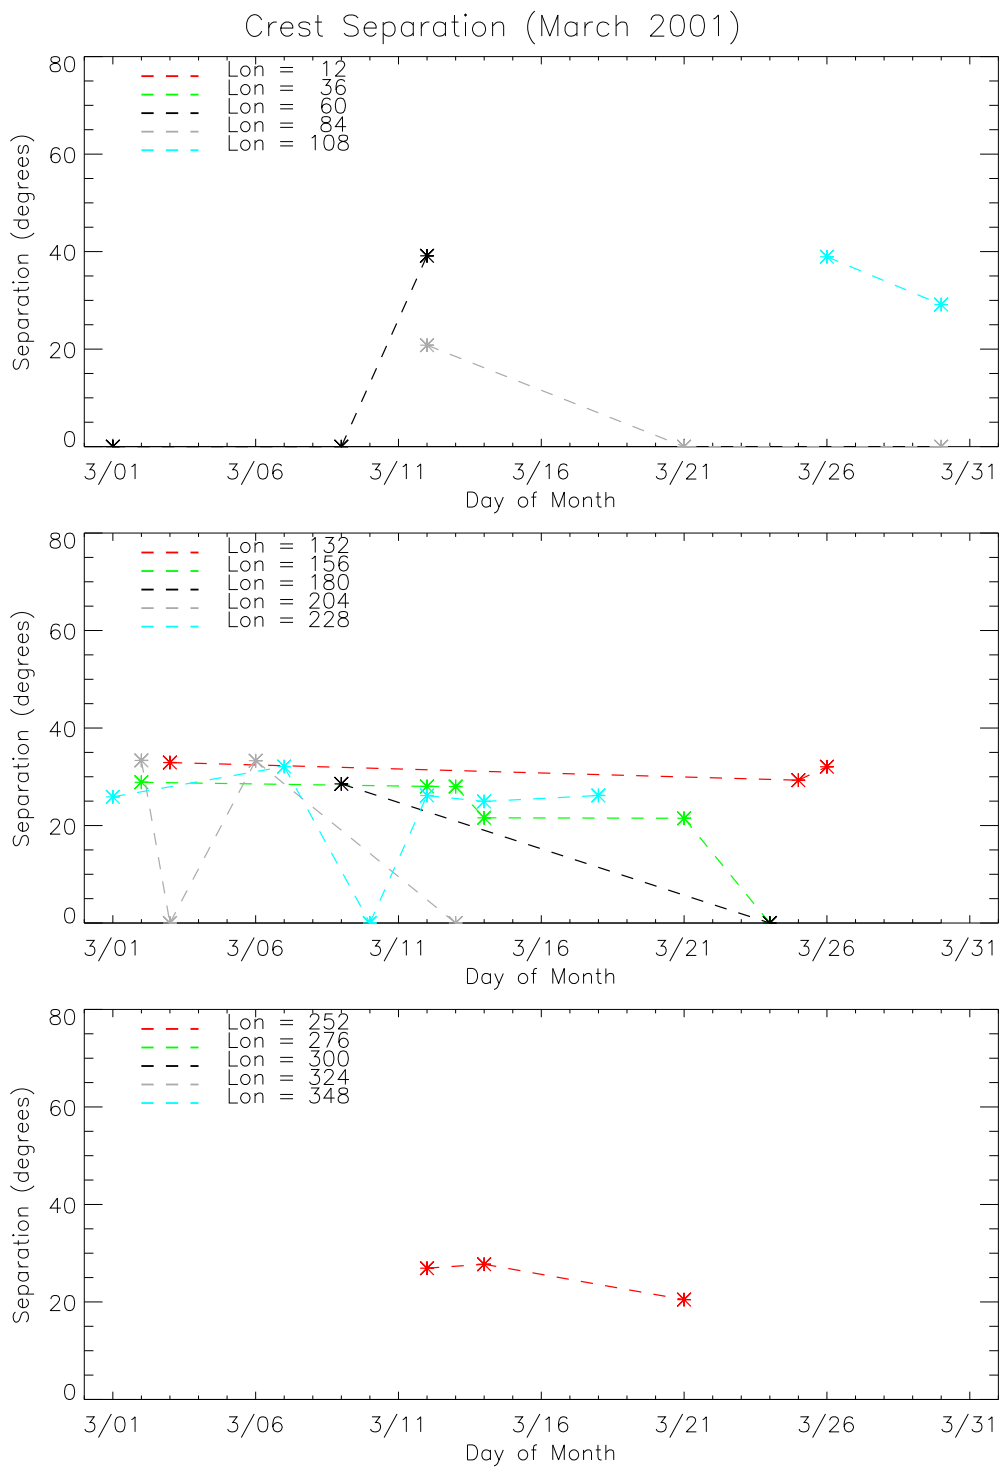 Crest Separation (March 2001)
80
60
40
20
0
Separation (degrees)
Lon = 12
Lon = 36
Lon = 60
Lon = 84
Lon = 108
3/01 3/06 3/11 3/16 3/21 3/26 3/31
Day of Month
80
60
40
20
0
Separation (degrees)
Lon = 132
Lon = 156
Lon = 180
Lon = 204
Lon = 228
3/01 3/06 3/11 3/16 3/21 3/26 3/31
Day of Month
80
60
40
20
0
Separation (degrees)
Lon = 252
Lon = 276
Lon = 300
Lon = 324
Lon = 348
3/01 3/06 3/11 3/16 3/21 3/26 3/31
Day of Month